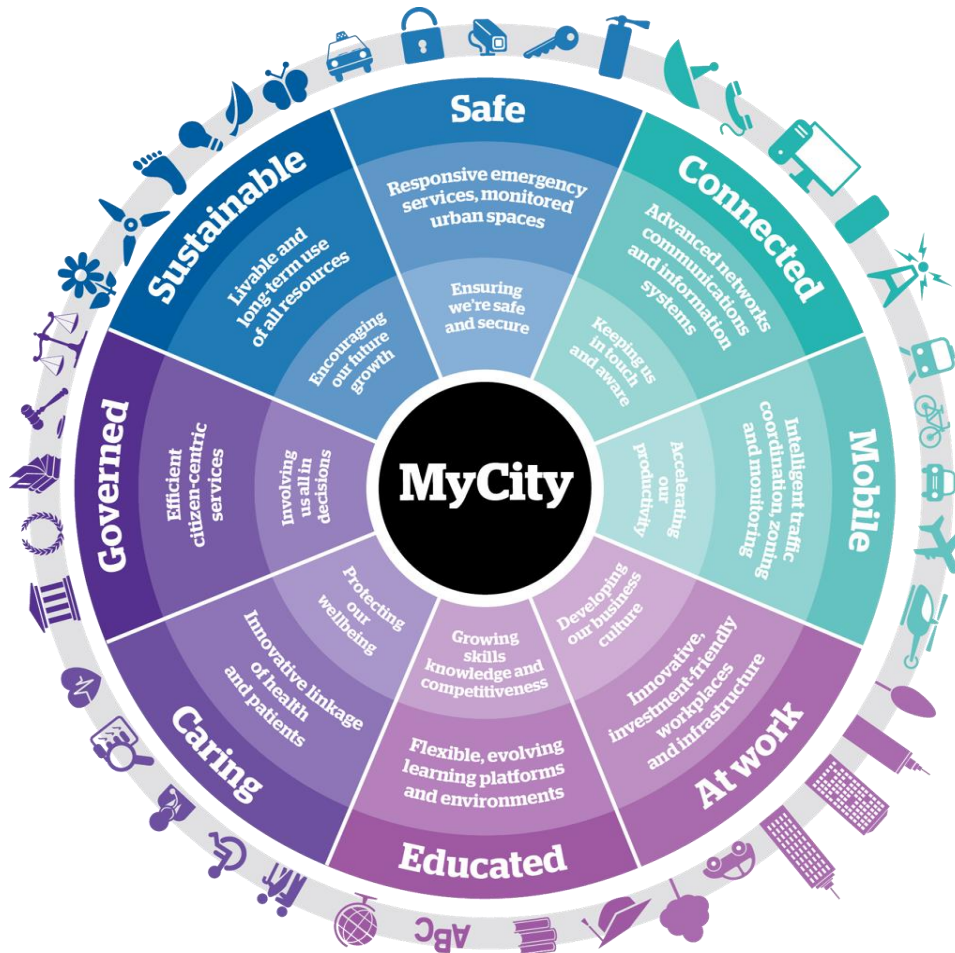 Safe
Responsive emergency
services, monitored
urban spaces
Ensuring
we're safe
and secure
Connected
Advanced networks
communications
and information
systems
Keeping us
in touch
and aware
Mobile
Intelligent traffic
coordination, zoning
and monitoring
Accelerating
our
productivity
At work
Innovative,
investment-friendly
workplaces
and infrastructure
Developing
our business
culture
Educated
Flexible, evolving
learning platforms
and environments
Growing
skills
knowledge and
competitiveness
Caring
Innovative linkage
of health
and patients
Protecting
our
wellbeing
Governed
Efficient
citizen-centric
services
Involving
us all in
decisions
Sustainable
Livable and
long-term use
of all resources
Encouraging
our future
growth
MyCity
ABC